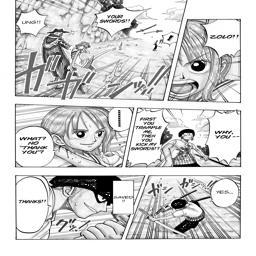 ZOLO!!
YOUR
SWORDS!!
UNG!!
WHY,
YOU
FIRST
YOU
TRAMPLE
ME,
THEN
YOU KICK
MY
SWORDS!?
WHAT?
NO
"THANK
YOU"?
YES...
SAVED
!!
THANKS!!